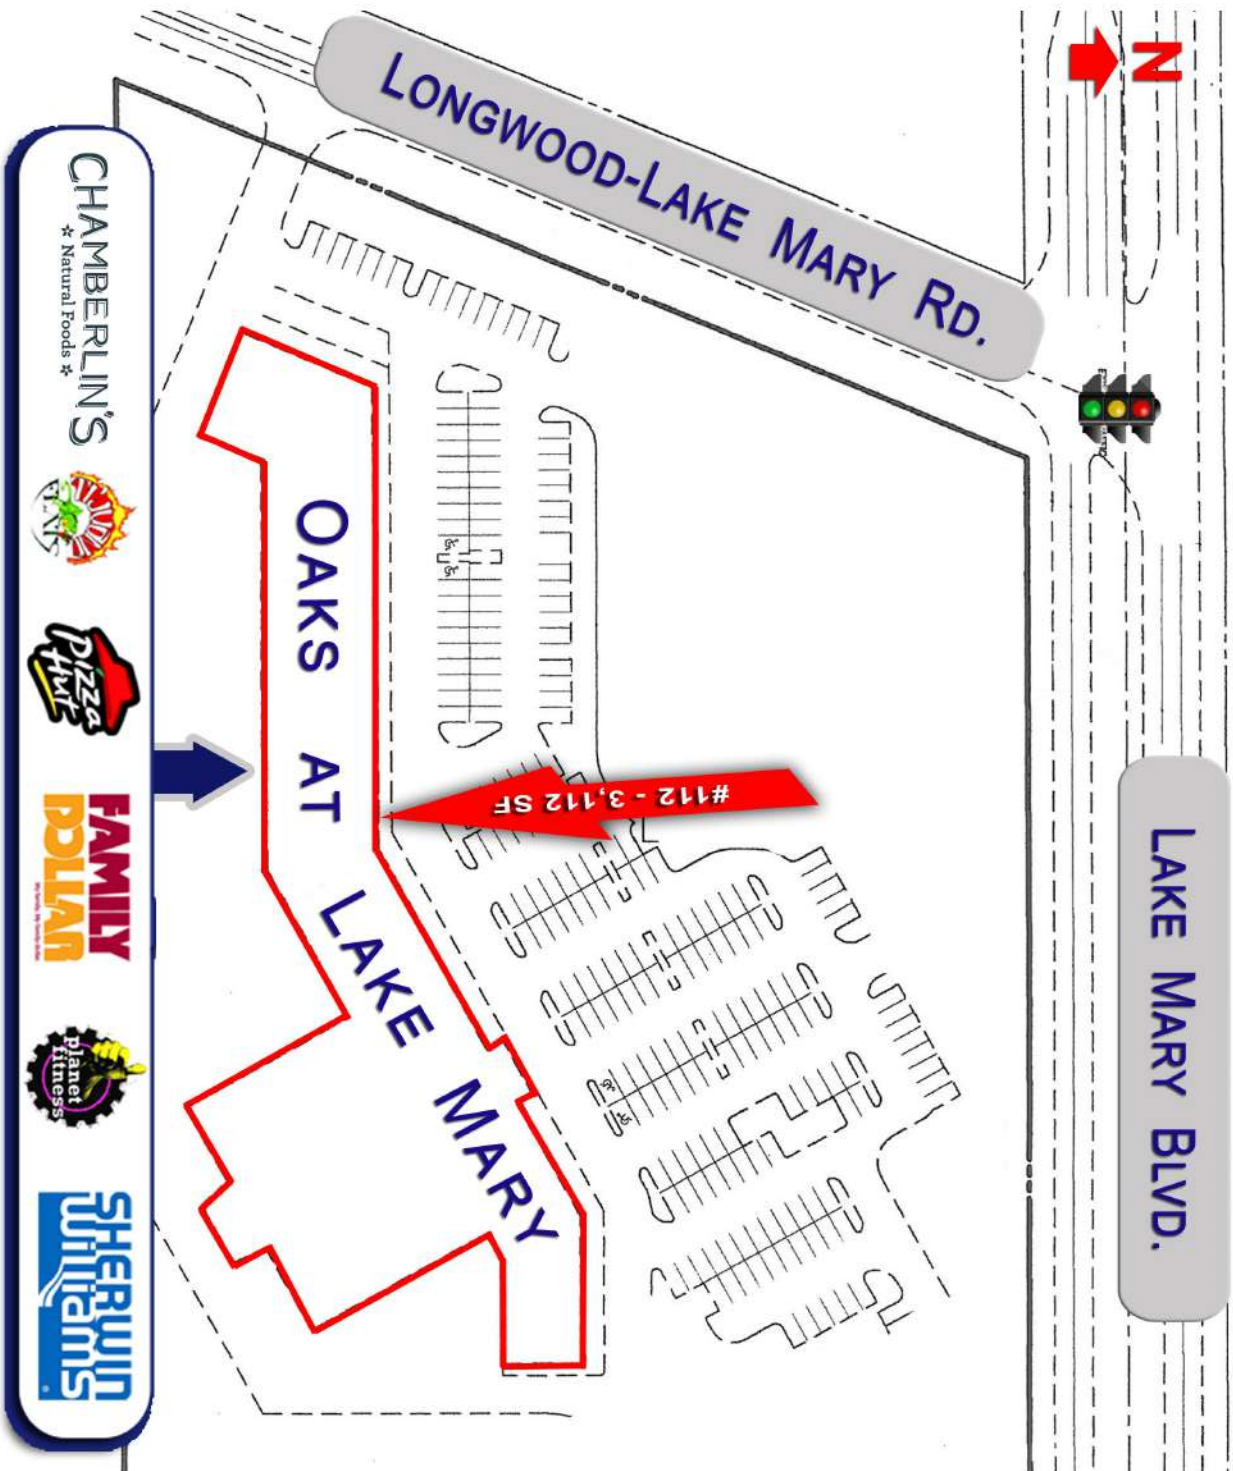 N
LONGWOOD-LAKE MARY RD.
LAKE MARY BLVD.
#112 - 3,112 SF
OAKS AT LAKE MARY
CHAMBERLIN'S
☆ Natural Foods ☆
Pizza
Hut
FAMILY
DOLLAR
planet
fitness
SHERWIN
WILLIAMS